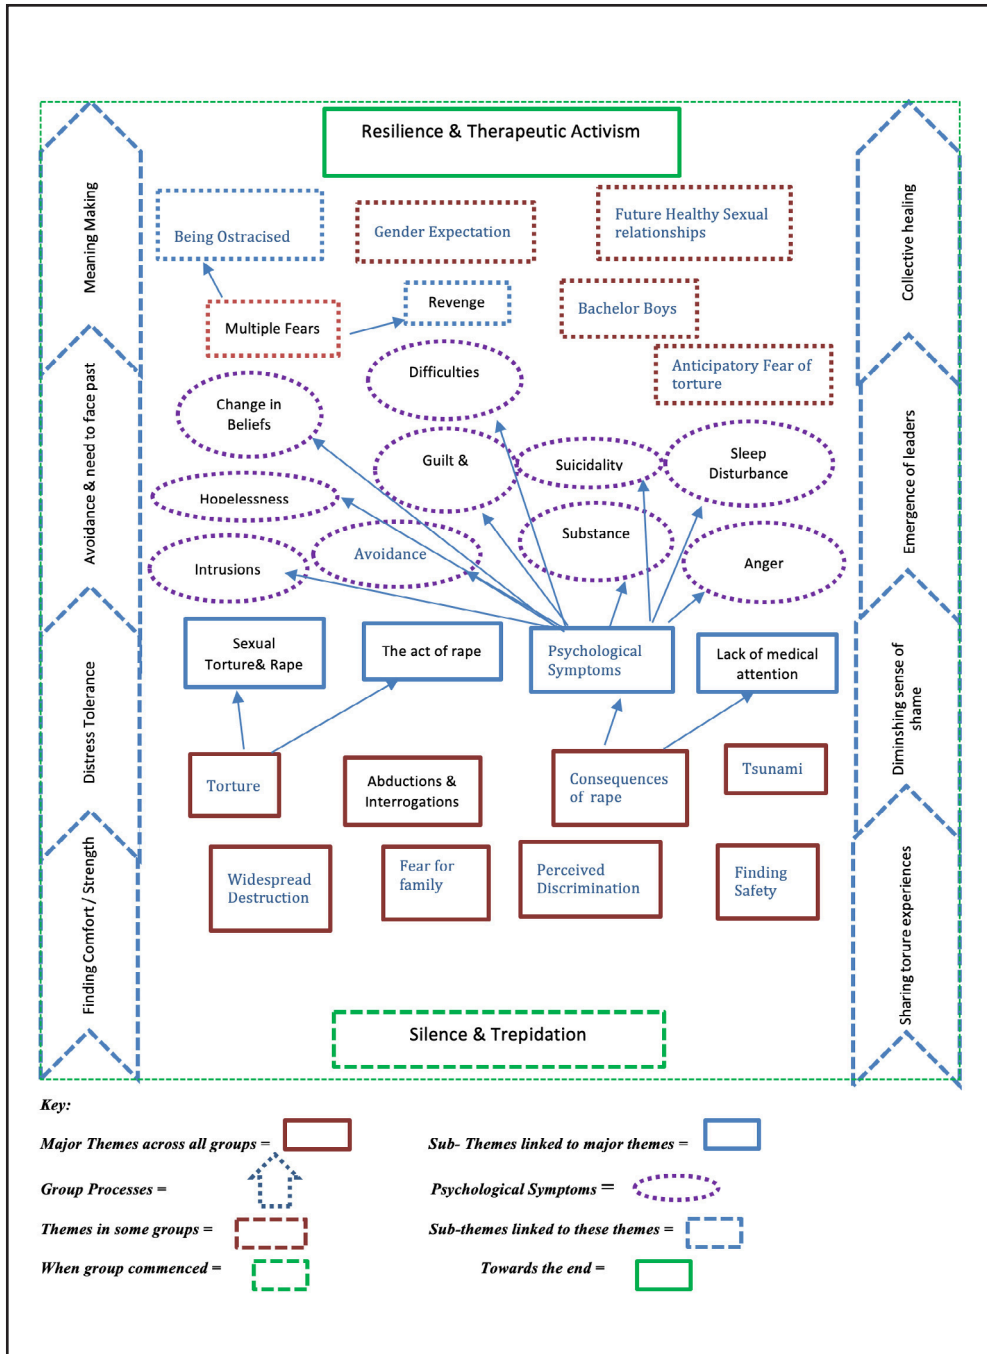 Resilience & Therapeutic Activism
Meaning Making
Being Ostracised
Gender Expectation
Future Healthy Sexual
relationships
Collective healing
Multiple Fears
Revenge
Bachelor Boys
Anticipatory Fear of
torture
Avoidance & need to face past
Change in
Beliefs
Difficulties
Guilt &
Suicidality
Sleep
Disturbance
Emergence of leaders
Hopelessness
Intrusions
Avoidance
Substance
Anger
Distress Tolerance
Sexual
Torture& Rape
The act of rape
Psychological
Symptoms
Lack of medical
attention
Diminshing sense of
shame
Torture
Abductions &
Interrogations
Consequences
of rape
Tsunami
Finding Comfort / Strength
Widespread
Destruction
Fear for
family
Perceived
Discrimination
Finding
Safety
Sharing torure experiences
Silence & Trepidation
Key:
Major Themes across all groups =
Sub- Themes linked to major themes =
Group Processes =
Psychological Symptoms =
Themes in some groups =
Sub-themes linked to these themes =
When group commenced =
Towards the end =